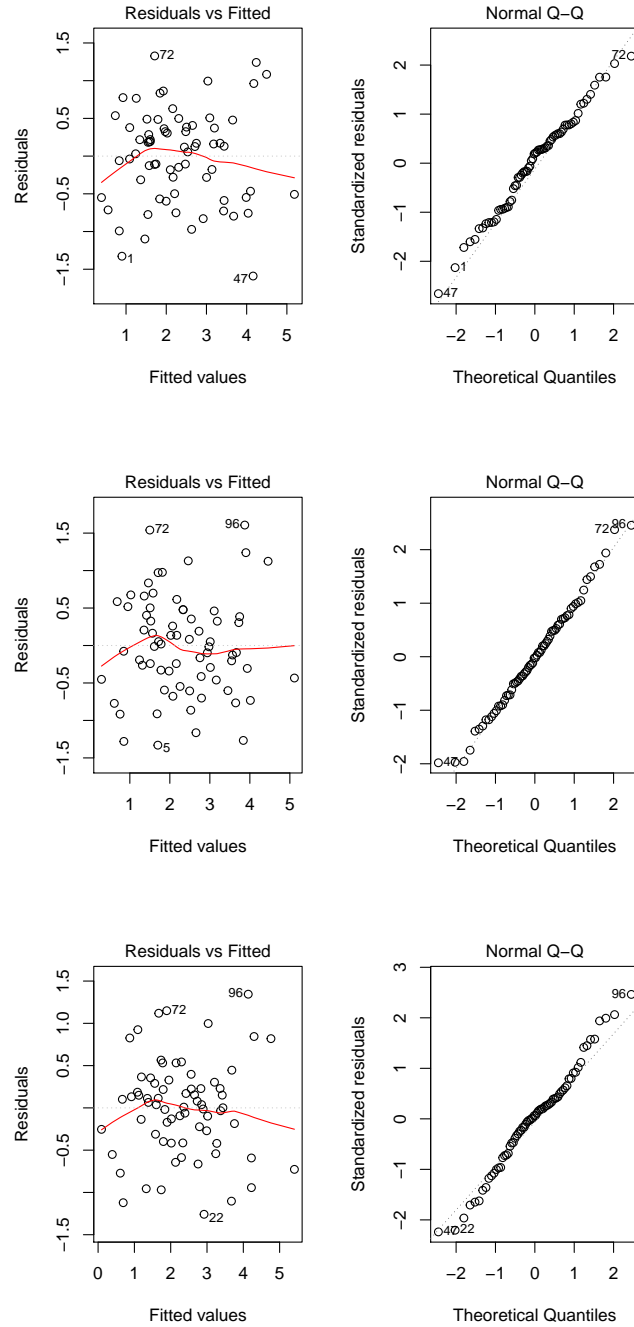 Residuals vs Fitted
Normal Q−Q
1.5
0.5
−0.5
−1.5
Residuals
72
1
47
1 2 3 4 5
Fitted values
2
1
0
−1
−2
Standardized residuals
72
1
47
−2 −1 0 1 2
Theoretical Quantiles
Residuals vs Fitted
Normal Q−Q
1.5
0.5
−0.5
−1.5
Residuals
72
96
5
1 2 3 4 5
Fitted values
2
1
0
−1
−2
Standardized residuals
96
72
47
−2 −1 0 1 2
Theoretical Quantiles
Residuals vs Fitted
Normal Q−Q
1.5
1.0
0.5
−0.5
−1.5
Residuals
96
72
22
0 1 2 3 4 5
Fitted values
3
2
1
0
−1
−2
Standardized residuals
96
47
22
−2 −1 0 1 2
Theoretical Quantiles